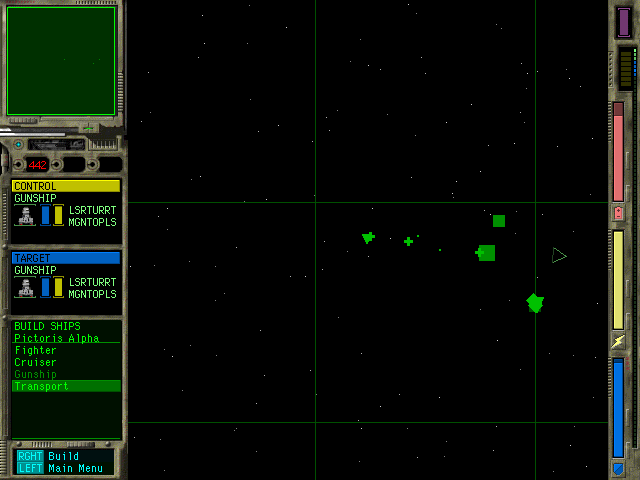 442
CONTROL
GUNSHIP
LSRTURRT
MGNTOPLS
TARGET
GUNSHIP
LSRTURRT
MGNTOPLS
BUILD SHIPS
Pictoris Alpha
Fighter
Cruiser
Gunship
Transport
RGHT Build
LEFT Main Menu